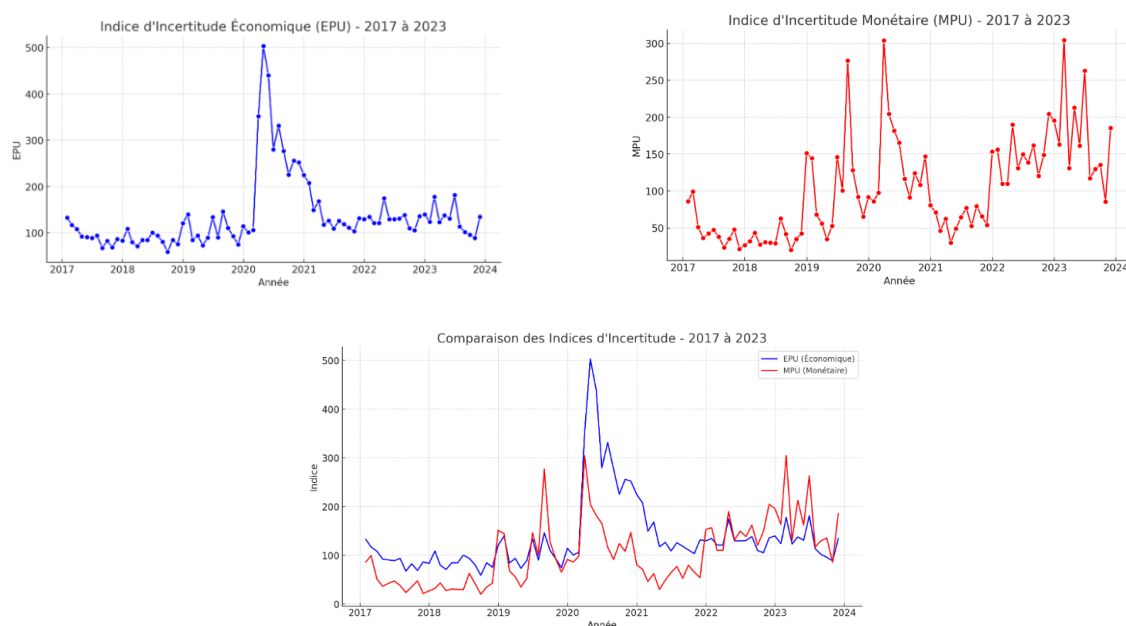 Indice d'Incertitude Économique (EPU) - 2017 à 2023
500
400
300
200
100
EPU
2017 2018 2019 2020 2021 2022 2023 2024
Année
Indice d'Incertitude Monétaire (MPU) - 2017 à 2023
300
250
200
150
100
50
MPU
2017 2018 2019 2020 2021 2022 2023 2024
Année
Comparaison des Indices d'Incertitude - 2017 à 2023
EPU (Économique)
MPU (Monétaire)
500
400
300
200
100
0
Indice
2017 2018 2019 2020 2021 2022 2023 2024
Année